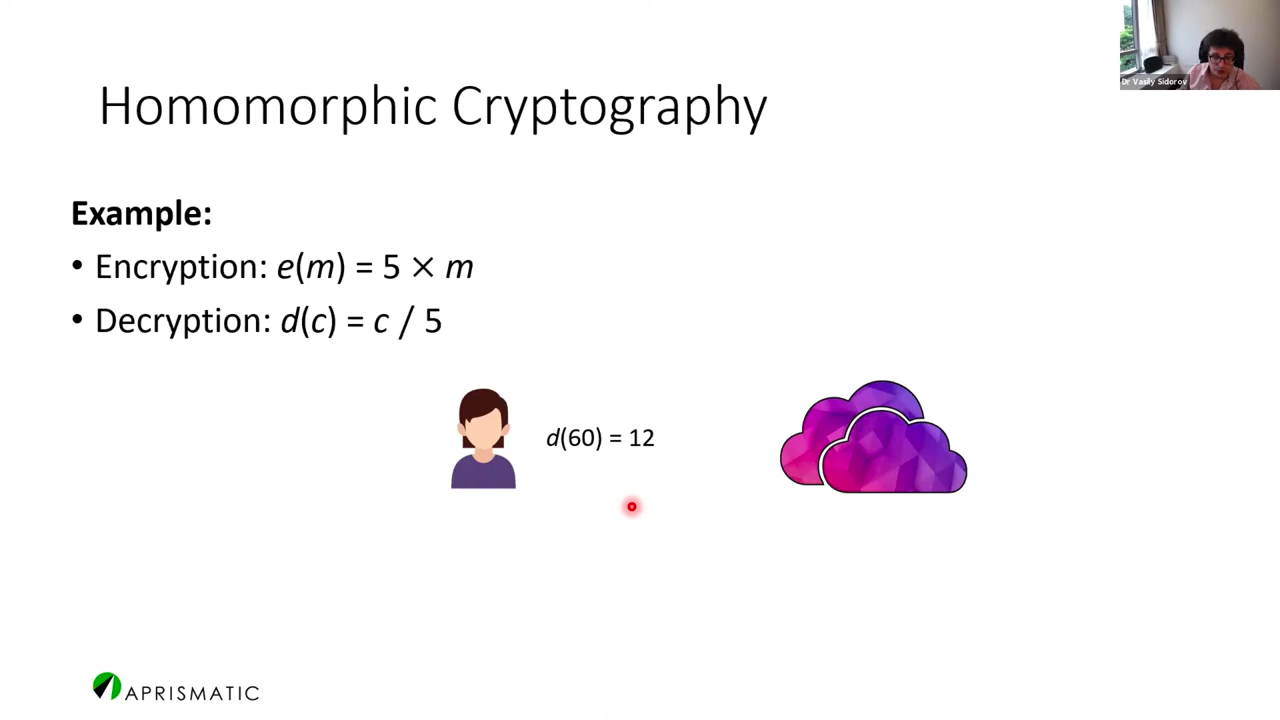 Dr Vasily Sidorov
Homomorphic Cryptography
Example:
• Encryption: e(m) = 5 × m
• Decryption: d(c) = c / 5
d(60) = 12
APRISMATIC